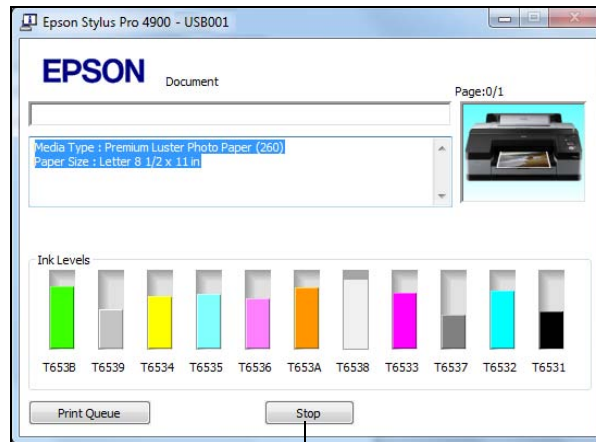 Epson Stylus Pro 4900 - USB001
EPSON
Document
Page:0/1
Media Type : Premium Luster Photo Paper (260)
Paper Size : Letter 8 1/2 x 11 in
Ink Levels
T653B T6539 T6534 T6535 T6536 T653A T6538 T6533 T6537 T6532 T6531
Print Queue Stop